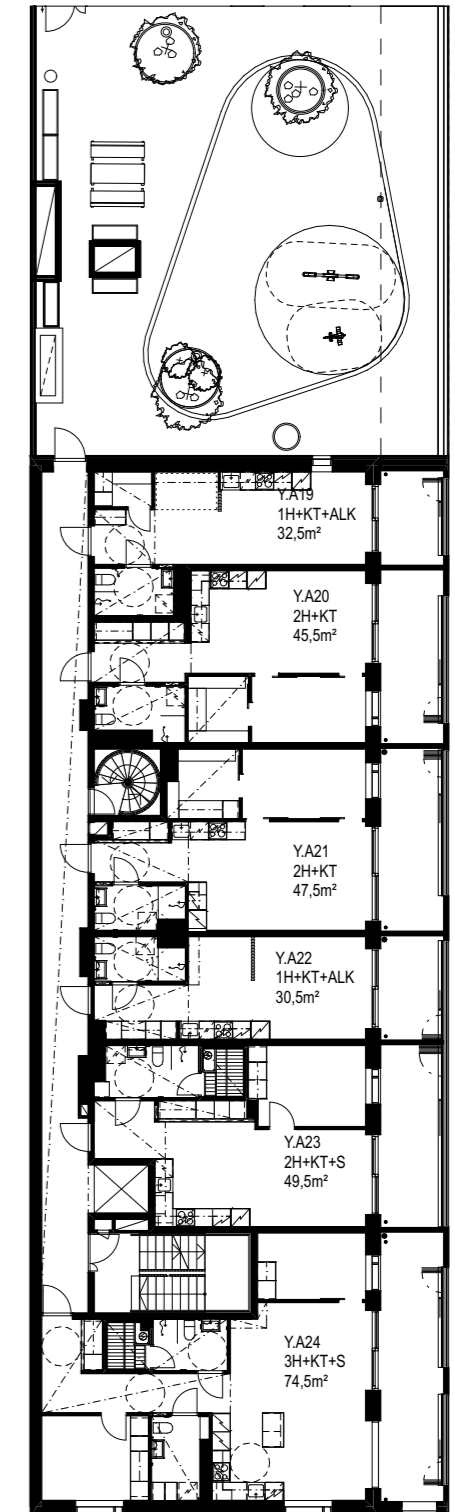 Y.A19
1H+KT+ALK
32,5m²
Y.A20
2H+KT
45,5m²
Y.A21
2H+KT
47,5m²
Y.A22
1H+KT+ALK
30,5m²
Y.A23
2H+KT+S
49,5m²
Y.A24
3H+KT+S
74,5m²